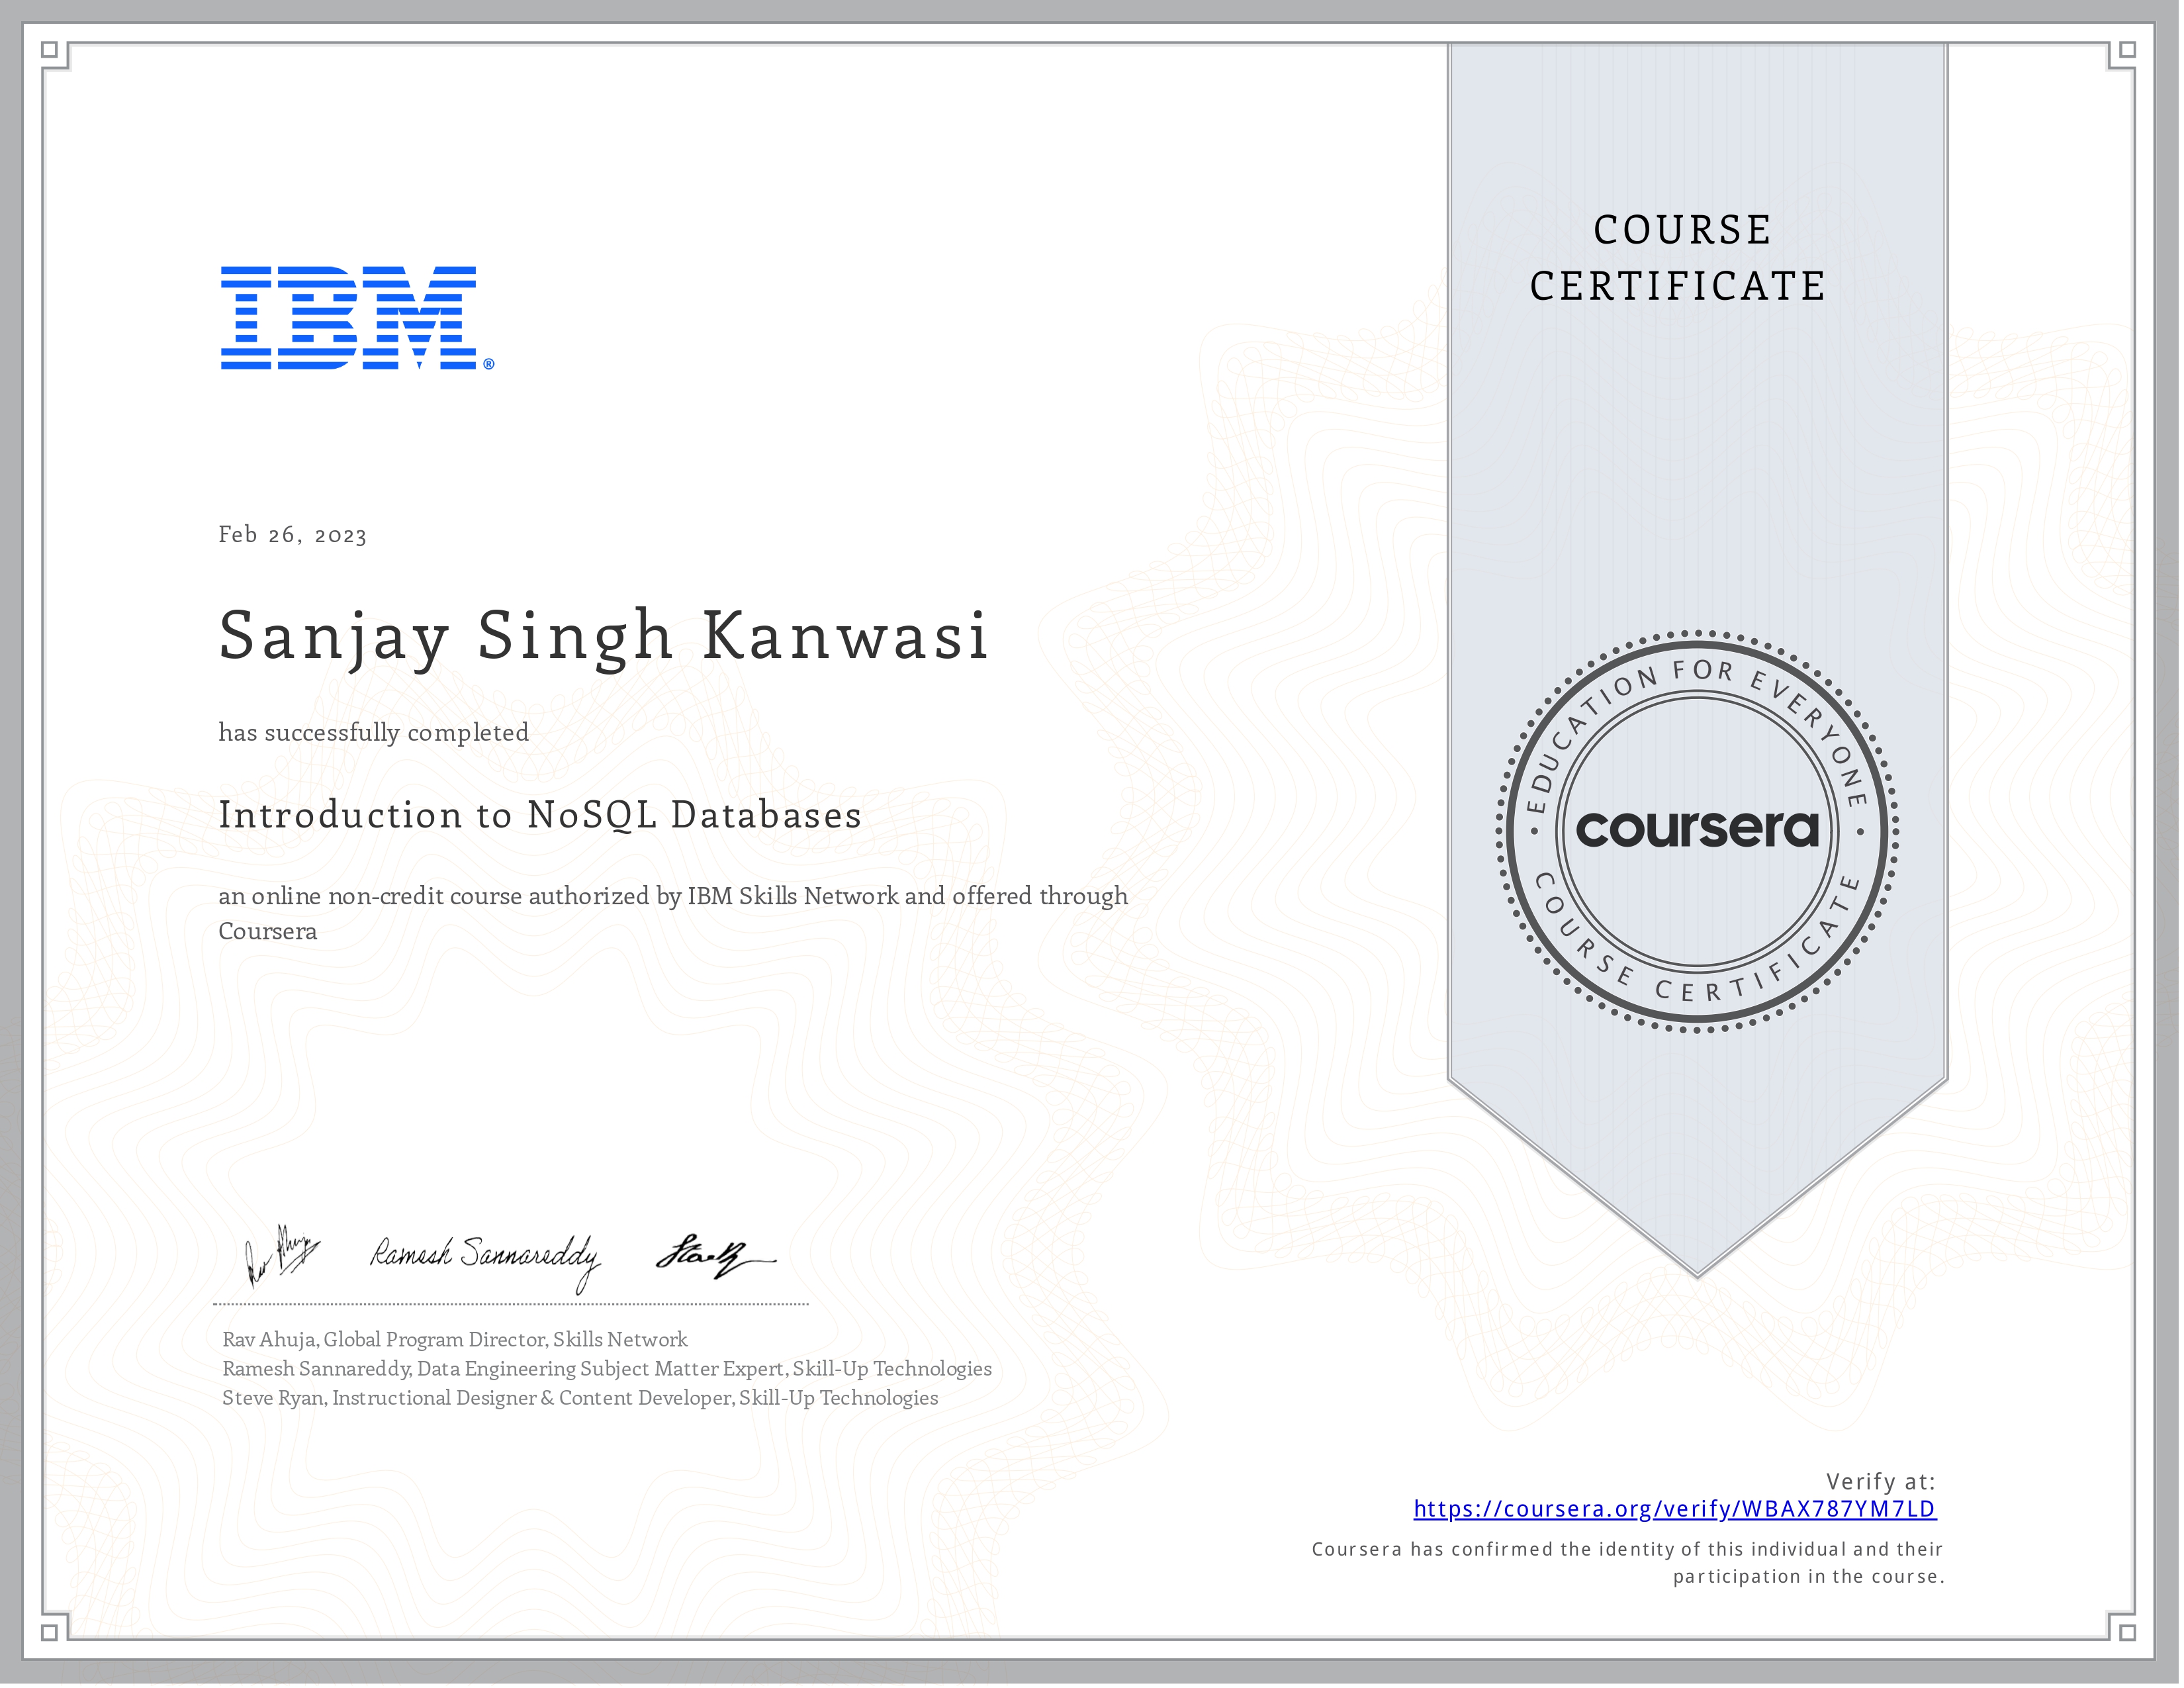 COURSE
CERTIFICATE
IBM®
Feb 26, 2023
Sanjay Singh Kanwasi
has successfully completed
Introduction to NoSQL Databases
an online non-credit course authorized by IBM Skills Network and offered through
Coursera
EDUCATION FOR EVERYONE
coursera
COURSE CERTIFICATE
Ramesh Sannareddy
Rav Ahuja, Global Program Director, Skills Network
Ramesh Sannareddy, Data Engineering Subject Matter Expert, Skill-Up Technologies
Steve Ryan, Instructional Designer & Content Developer, Skill-Up Technologies
Verify at:
https://coursera.org/verify/WBAX787YM7LD
Coursera has confirmed the identity of this individual and their
participation in the course.